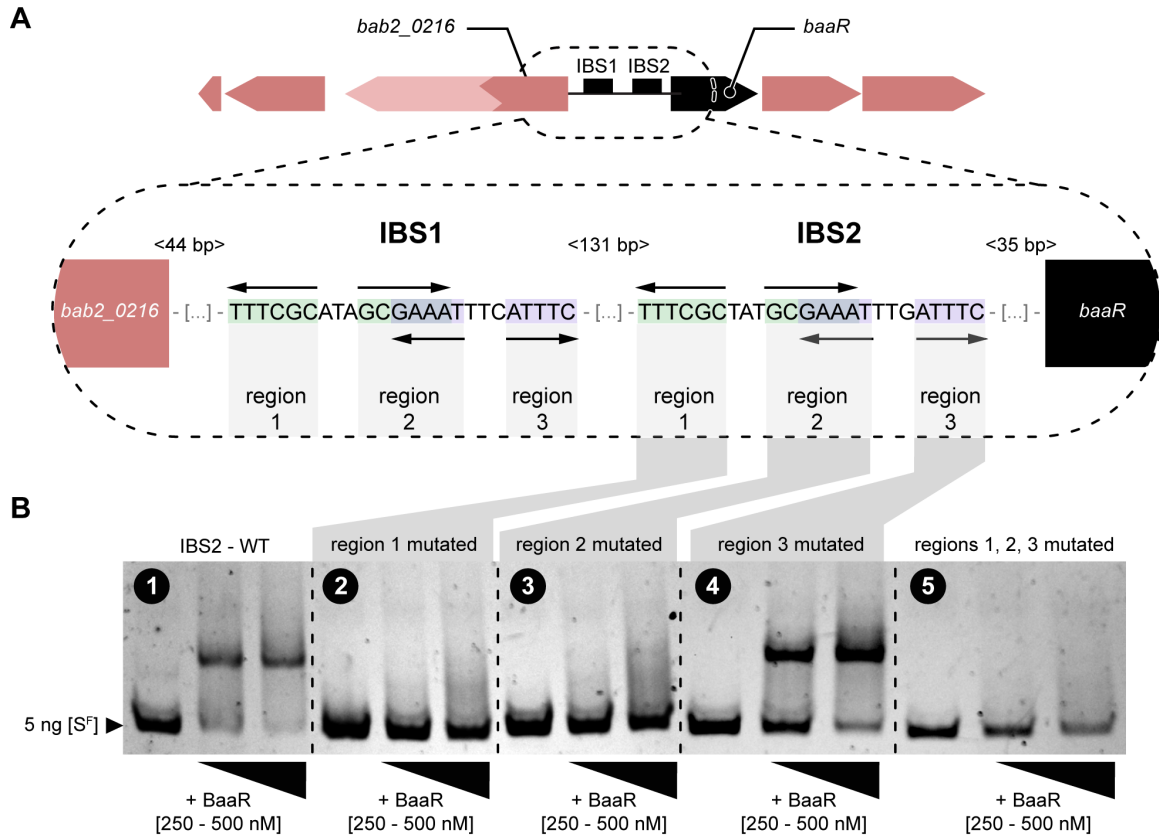 A
bab2_0216
baaR
IBS1 IBS2
IBS1 IBS2
<44 bp> <131 bp> <35 bp>
bab2_0216 - [...] - TTTCGCATAGCGAAATTTCATTTC - [...] - TTTCGCTATGCGAAATTTGATTTC - [...] - baaR
region 1 region 2 region 3 region 1 region 2 region 3
B
IBS2 - WT region 1 mutated region 2 mutated region 3 mutated regions 1, 2, 3 mutated
1 2 3 4 5
5 ng [Sᶠ]
+ BaaR + BaaR + BaaR + BaaR + BaaR
[250 - 500 nM] [250 - 500 nM] [250 - 500 nM] [250 - 500 nM] [250 - 500 nM]